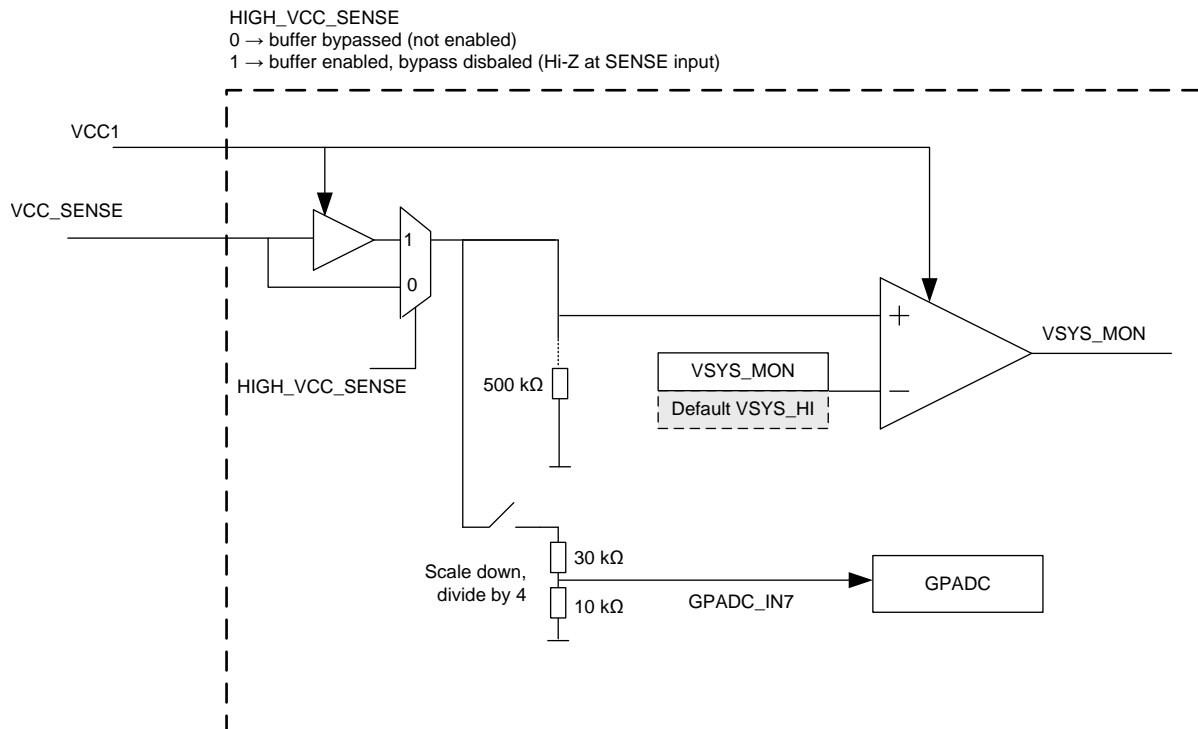 HIGH_VCC_SENSE
0 → buffer bypassed (not enabled)
1 → buffer enabled, bypass disbaled (Hi-Z at SENSE input)
VCC1
VCC_SENSE
1
0
HIGH_VCC_SENSE
500 kΩ
+
−
VSYS_MON
Default VSYS_HI
VSYS_MON
Scale down,
divide by 4
30 kΩ
10 kΩ
GPADC_IN7
GPADC